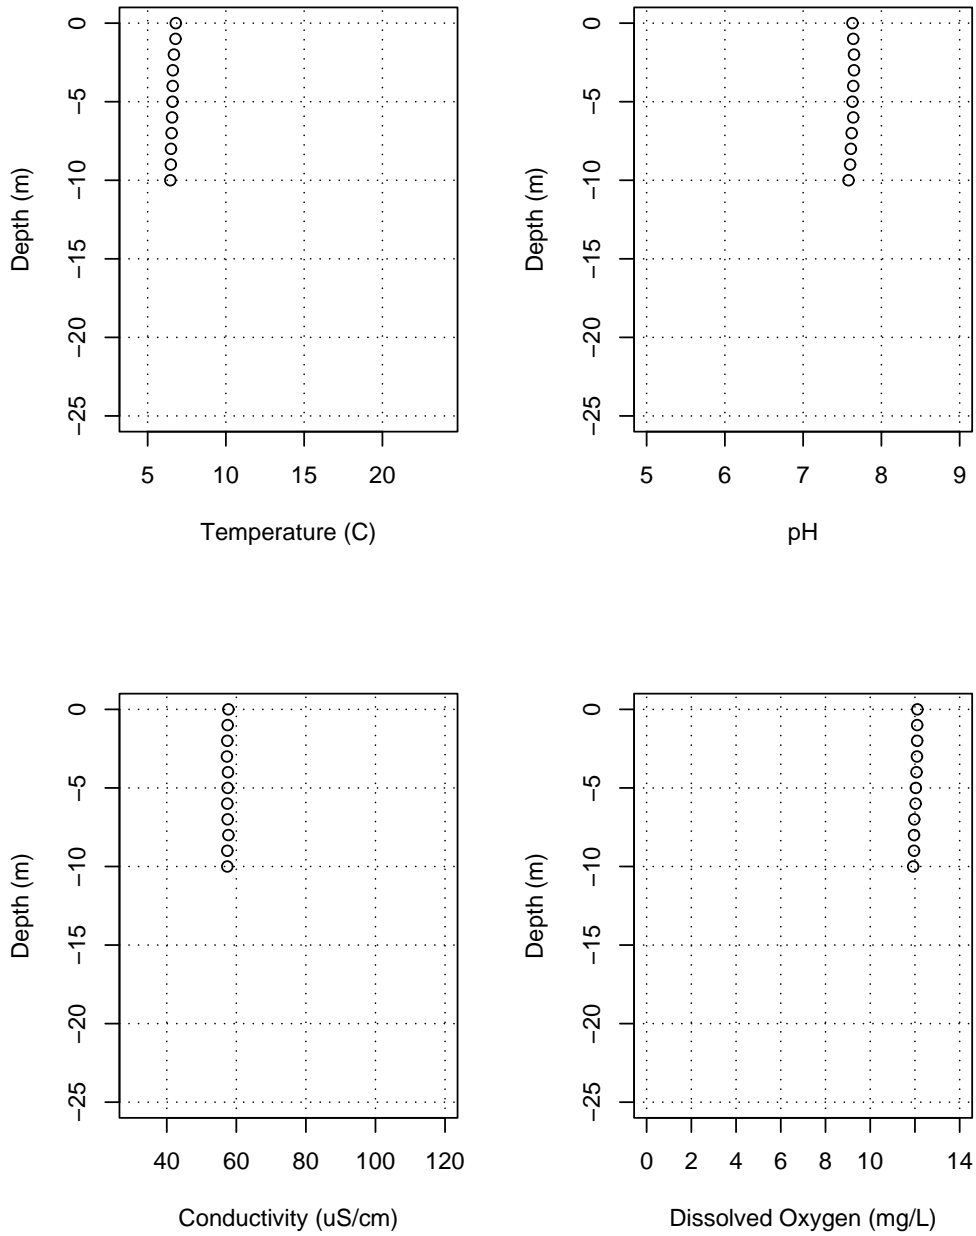 0
−5
−10
−15
−20
−25
Depth (m)
5 10 15 20
Temperature (C)
0
−5
−10
−15
−20
−25
Depth (m)
5 6 7 8 9
pH
0
−5
−10
−15
−20
−25
Depth (m)
40 60 80 100 120
Conductivity (uS/cm)
0
−5
−10
−15
−20
−25
Depth (m)
0 2 4 6 8 10 14
Dissolved Oxygen (mg/L)